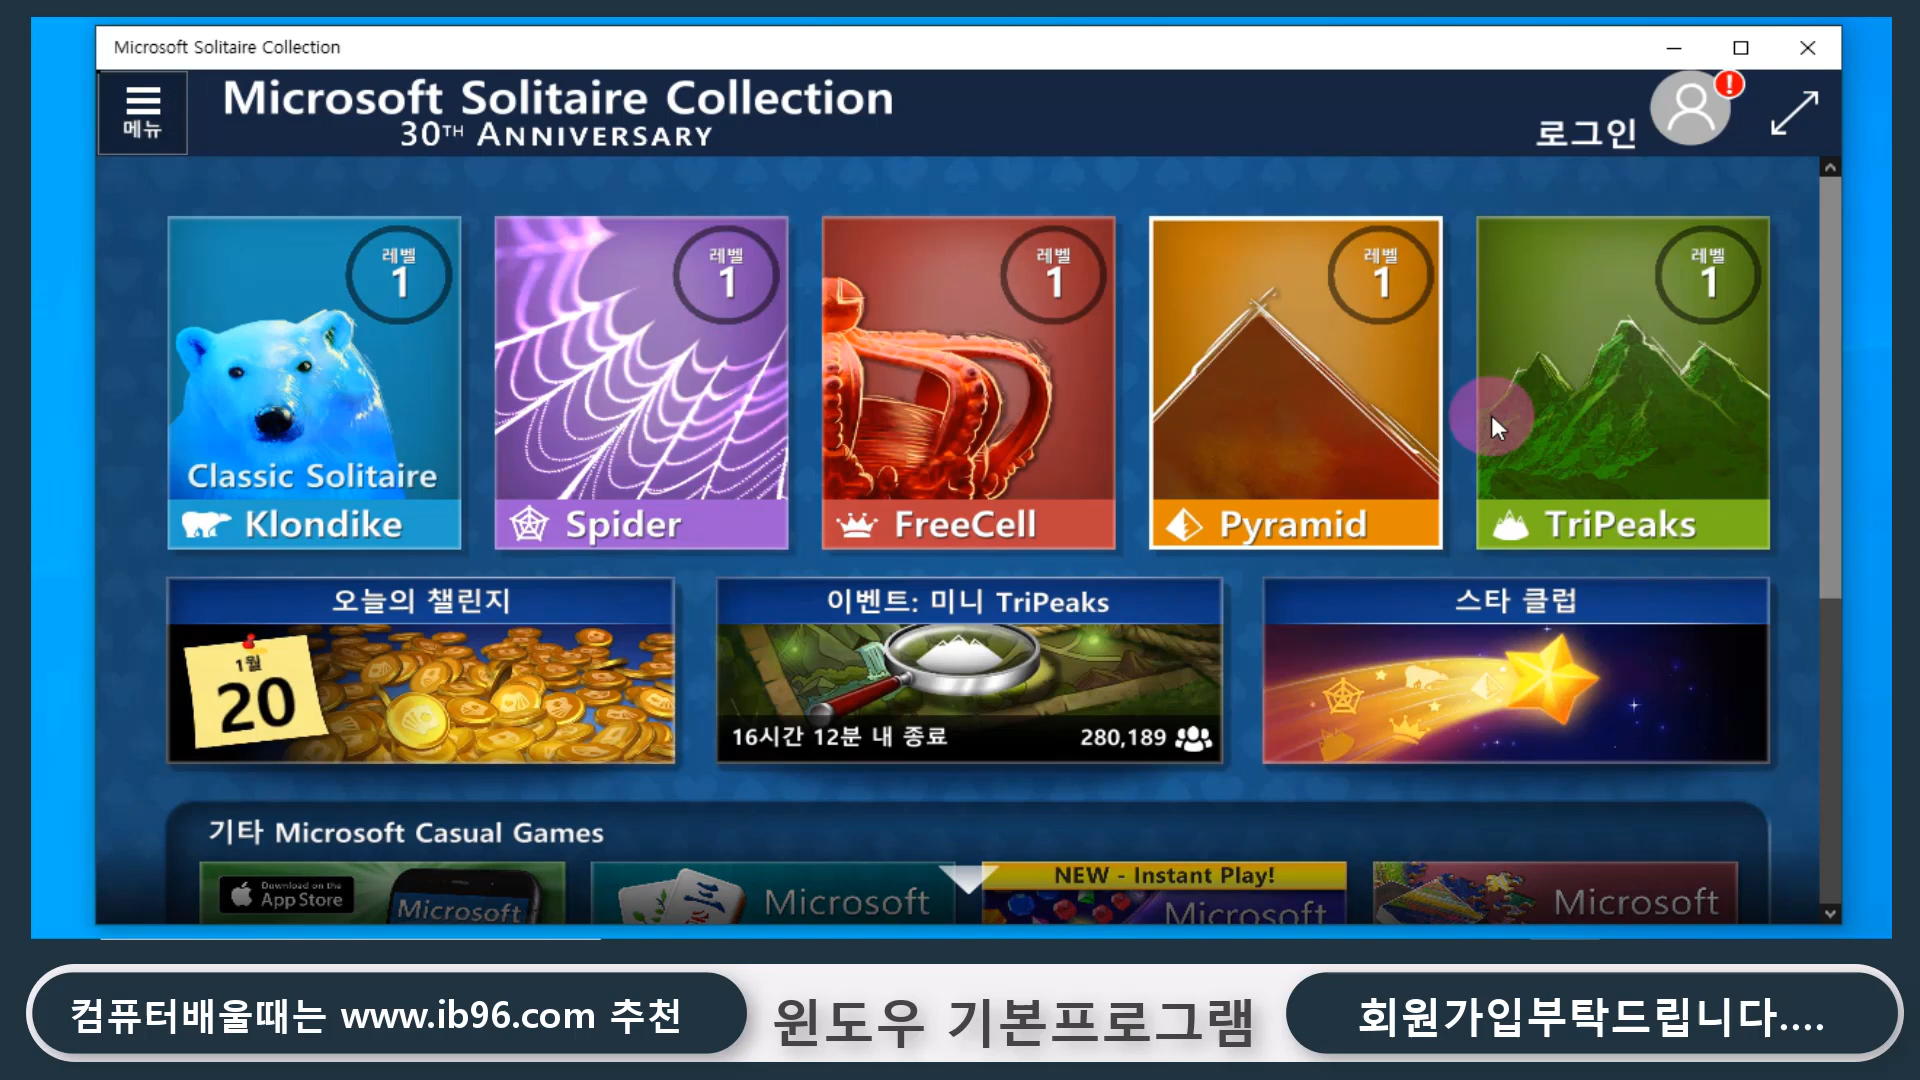 Microsoft Solitaire Collection
메뉴
Microsoft Solitaire Collection
30TH ANNIVERSARY
로그인
!
레벨
1
Classic Solitaire
Klondike
레벨
1
Spider
레벨
1
FreeCell
레벨
1
Pyramid
레벨
1
TriPeaks
오늘의 챌린지
1월
20
이벤트: 미니 TriPeaks
16시간 12분 내 종료
280,189
스타 클럽
기타 Microsoft Casual Games
Download on the
App Store
Microsoft
Microsoft
NEW - Instant Play!
Microsoft
Microsoft
컴퓨터배울때는 www.ib96.com 추천
윈도우 기본프로그램
회원가입부탁드립니다....